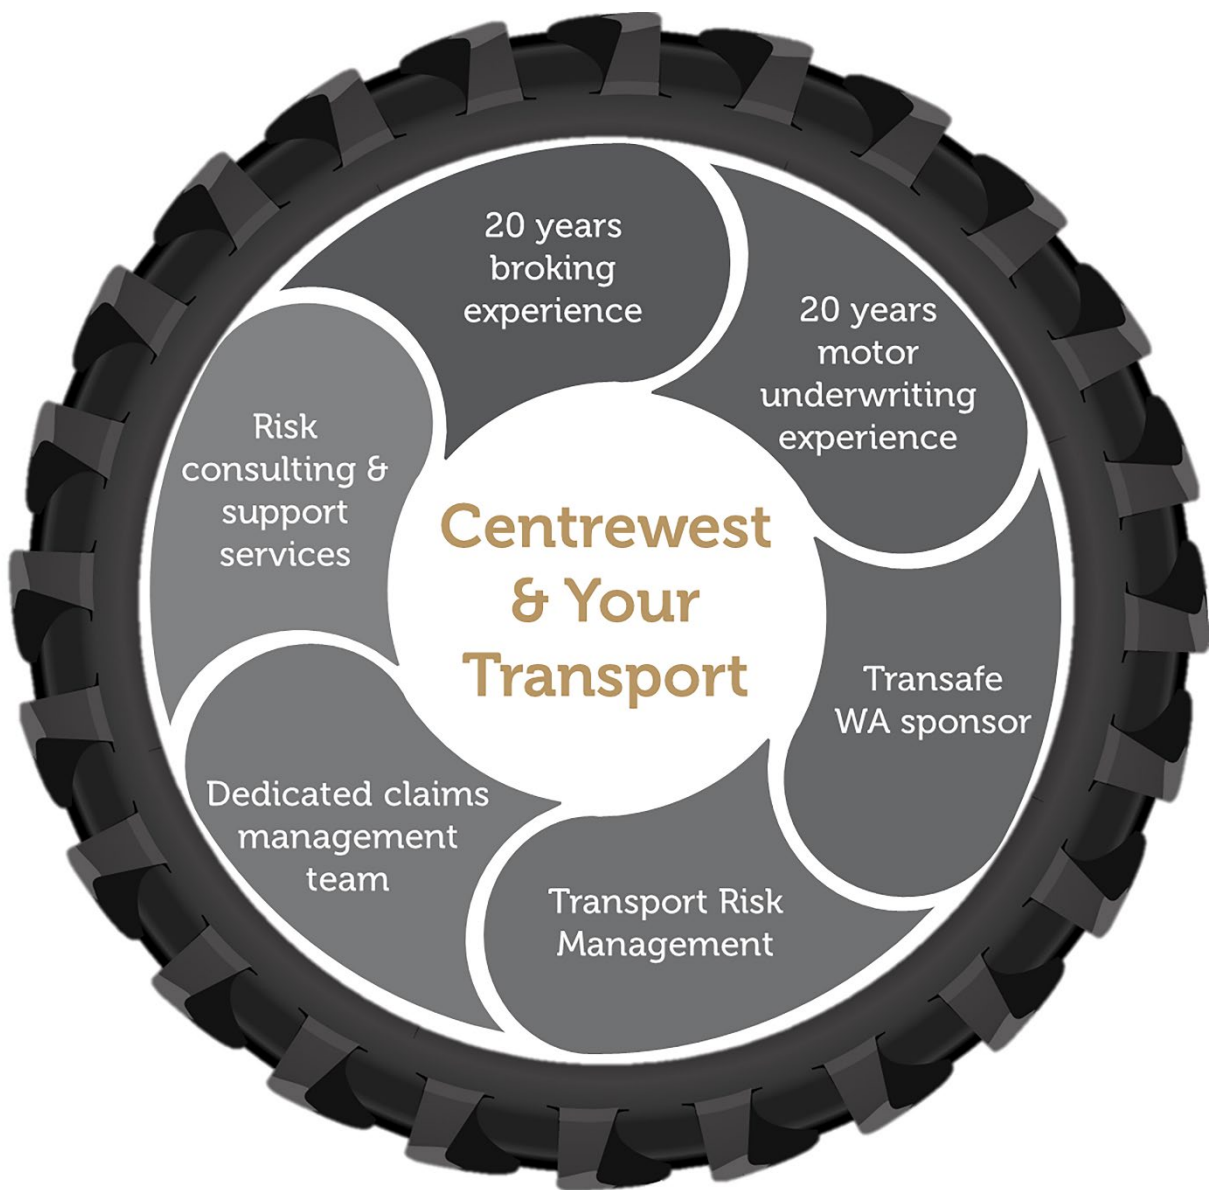 20 years
broking
experience
20 years
motor
underwriting
experience
Transafe
WA sponsor
Transport Risk
Management
Dedicated claims
management
team
Risk
consulting &
support
services
Centrewest
& Your
Transport